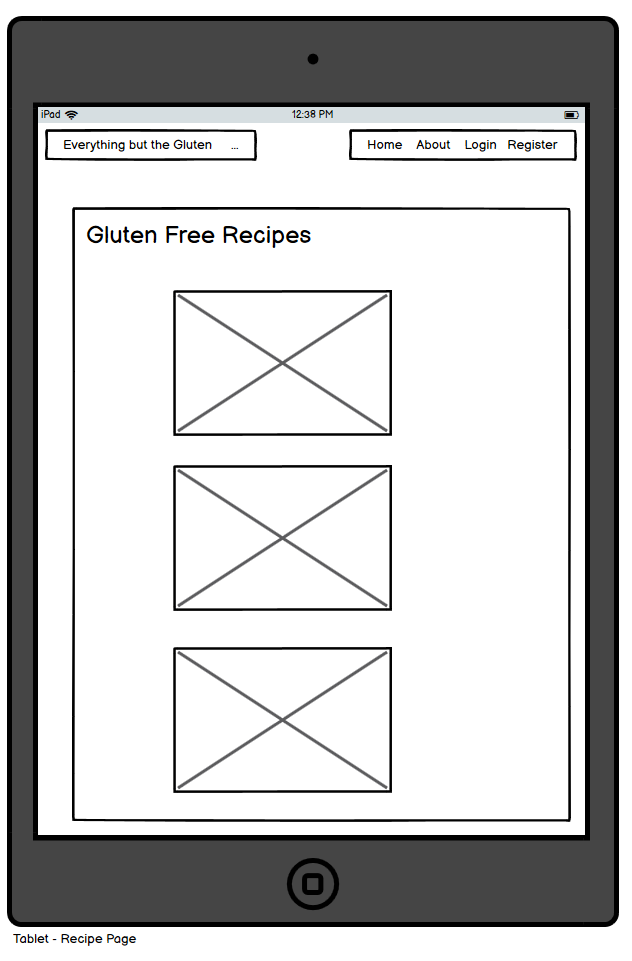 iPad 12:38 PM
Everything but the Gluten ... Home About Login Register
Gluten Free Recipes
Tablet - Recipe Page